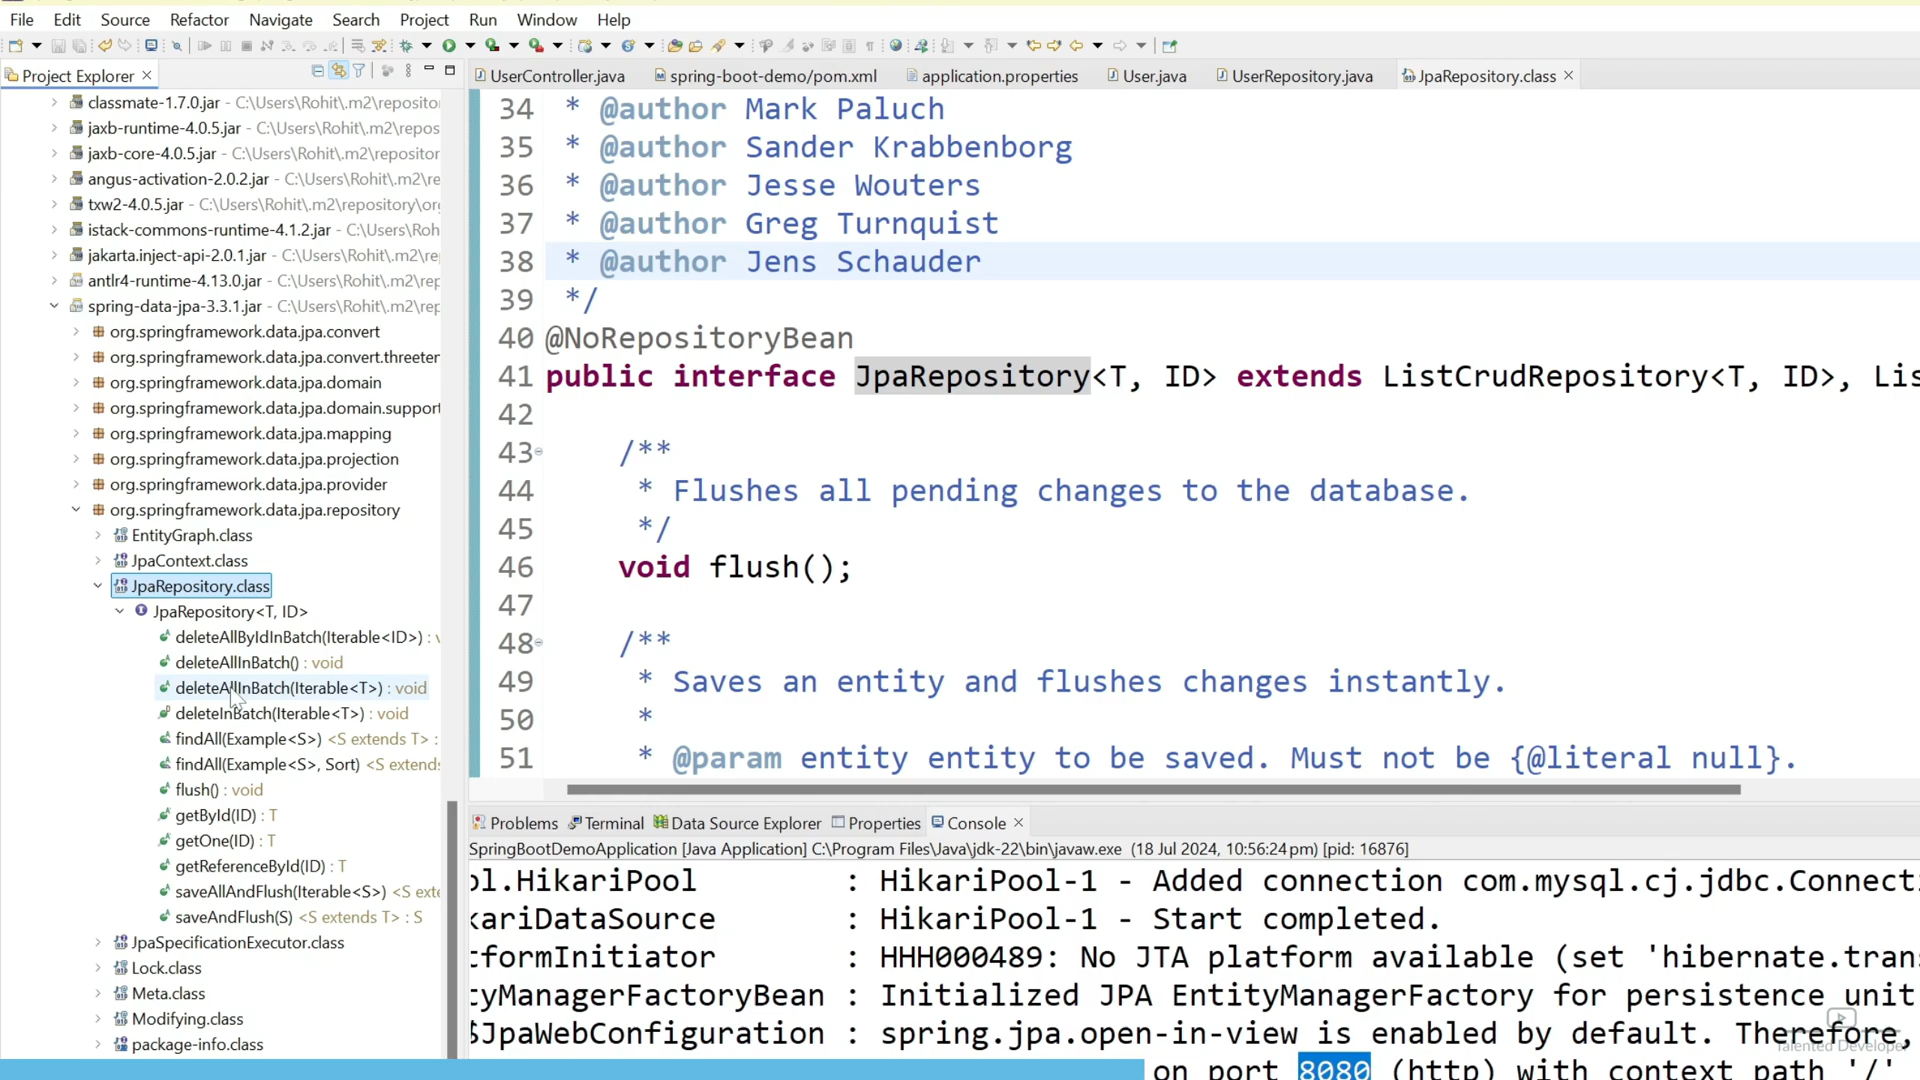 File Edit Source Refactor Navigate Search Project Run Window Help
Project Explorer
UserController.java spring-boot-demo/pom.xml application.properties User.java UserRepository.java JpaRepository.class
classmate-1.7.0.jar - C:\Users\Rohit\.m2\reposito
jaxb-runtime-4.0.5.jar - C:\Users\Rohit\.m2\repos
jaxb-core-4.0.5.jar - C:\Users\Rohit\.m2\repositor
angus-activation-2.0.2.jar - C:\Users\Rohit\.m2\re
txw2-4.0.5.jar - C:\Users\Rohit\.m2\repository\or
istack-commons-runtime-4.1.2.jar - C:\Users\Roh
jakarta.inject-api-2.0.1.jar - C:\Users\Rohit\.m2\re
antlr4-runtime-4.13.0.jar - C:\Users\Rohit\.m2\rep
spring-data-jpa-3.3.1.jar - C:\Users\Rohit\.m2\rep
org.springframework.data.jpa.convert
org.springframework.data.jpa.convert.threeten
org.springframework.data.jpa.domain
org.springframework.data.jpa.domain.support
org.springframework.data.jpa.mapping
org.springframework.data.jpa.projection
org.springframework.data.jpa.provider
org.springframework.data.jpa.repository
EntityGraph.class
JpaContext.class
JpaRepository.class
JpaRepository<T, ID>
deleteAllByIdInBatch(Iterable<ID>) : v
deleteAllInBatch() : void
deleteAllInBatch(Iterable<T>) : void
deleteInBatch(Iterable<T>) : void
findAll(Example<S>) <S extends T> :
findAll(Example<S>, Sort) <S extends
flush() : void
getById(ID) : T
getOne(ID) : T
getReferenceById(ID) : T
saveAllAndFlush(Iterable<S>) <S exte
saveAndFlush(S) <S extends T> : S
JpaSpecificationExecutor.class
Lock.class
Meta.class
Modifying.class
package-info.class
34 * @author Mark Paluch
35 * @author Sander Krabbenborg
36 * @author Jesse Wouters
37 * @author Greg Turnquist
38 * @author Jens Schauder
39 */
40 @NoRepositoryBean
41 public interface JpaRepository<T, ID> extends ListCrudRepository<T, ID>, Lis
42
43 /**
44 * Flushes all pending changes to the database.
45 */
46 void flush();
47
48 /**
49 * Saves an entity and flushes changes instantly.
50 *
51 * @param entity entity to be saved. Must not be {@literal null}.
Problems Terminal Data Source Explorer Properties Console
SpringBootDemoApplication [Java Application] C:\Program Files\Java\jdk-22\bin\javaw.exe (18 Jul 2024, 10:56:24 pm) [pid: 16876]
ol.HikariPool : HikariPool-1 - Added connection com.mysql.cj.jdbc.Connecti
kariDataSource : HikariPool-1 - Start completed.
tformInitiator : HHH000489: No JTA platform available (set 'hibernate.tran
tyManagerFactoryBean : Initialized JPA EntityManagerFactory for persistence unit
$JpaWebConfiguration : spring.jpa.open-in-view is enabled by default. Therefore,
on port 8080 (http) with context path '/'
Talented Developer